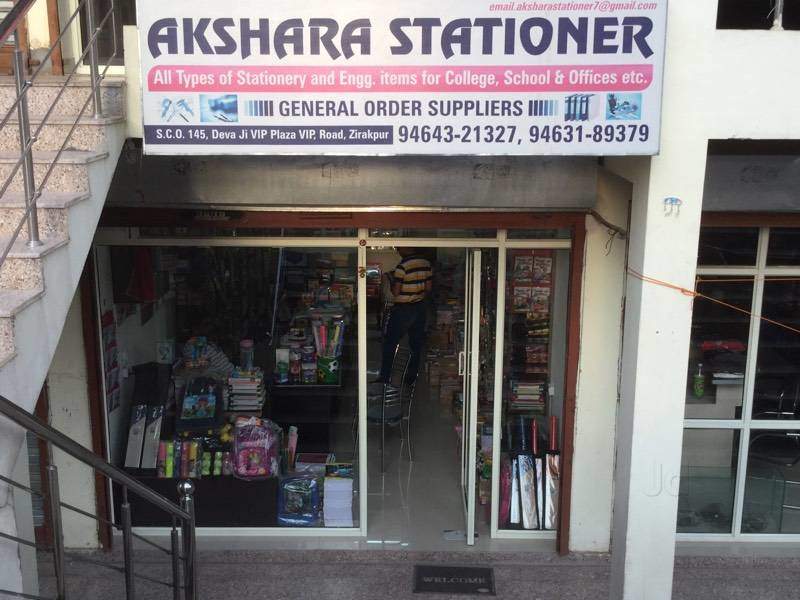 email.aksharastationer7@gmail.com
AKSHARA STATIONER
All Types of Stationery and Engg. items for College, School & Offices etc.
GENERAL ORDER SUPPLIERS
S.C.O. 145, Deva Ji VIP Plaza VIP, Road, Zirakpur 94643-21327, 94631-89379
WELCOME